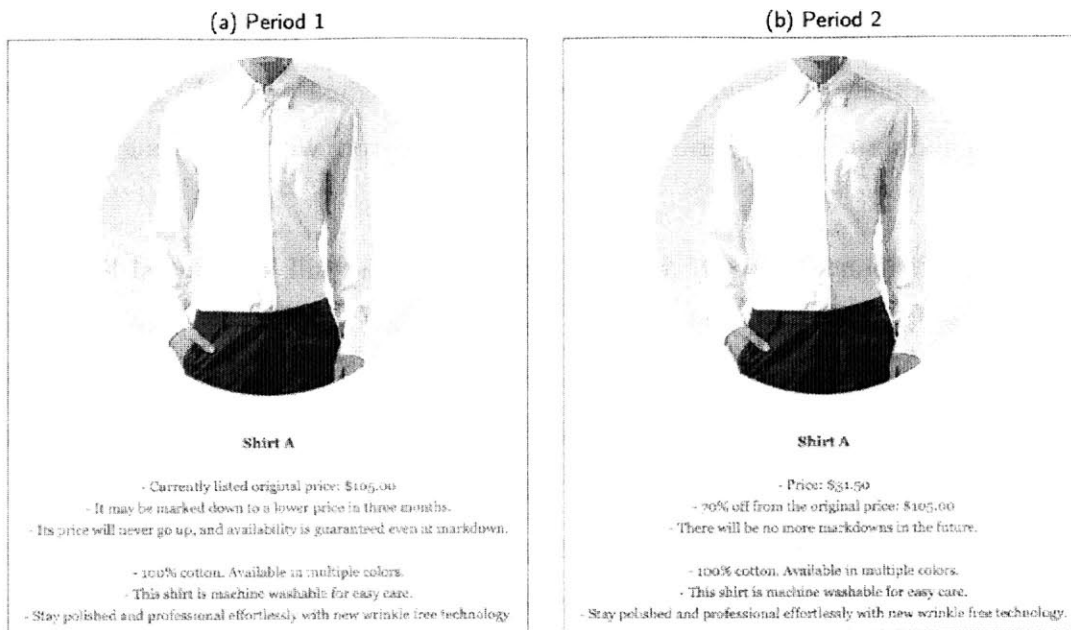 (a) Period 1
Shirt A
- Currently listed original price: $105.00
- It may be marked down to a lower price in three months.
- Its price will never go up, and availability is guaranteed even at markdown.
- 100% cotton. Available in multiple colors.
- This shirt is machine washable for easy care.
- Stay polished and professional effortlessly with new wrinkle free technology
(b) Period 2
Shirt A
- Price: $31.50
- 70% off from the original price: $105.00
- There will be no more markdowns in the future.
- 100% cotton. Available in multiple colors.
- This shirt is machine washable for easy care.
- Stay polished and professional effortlessly with new wrinkle free technology.